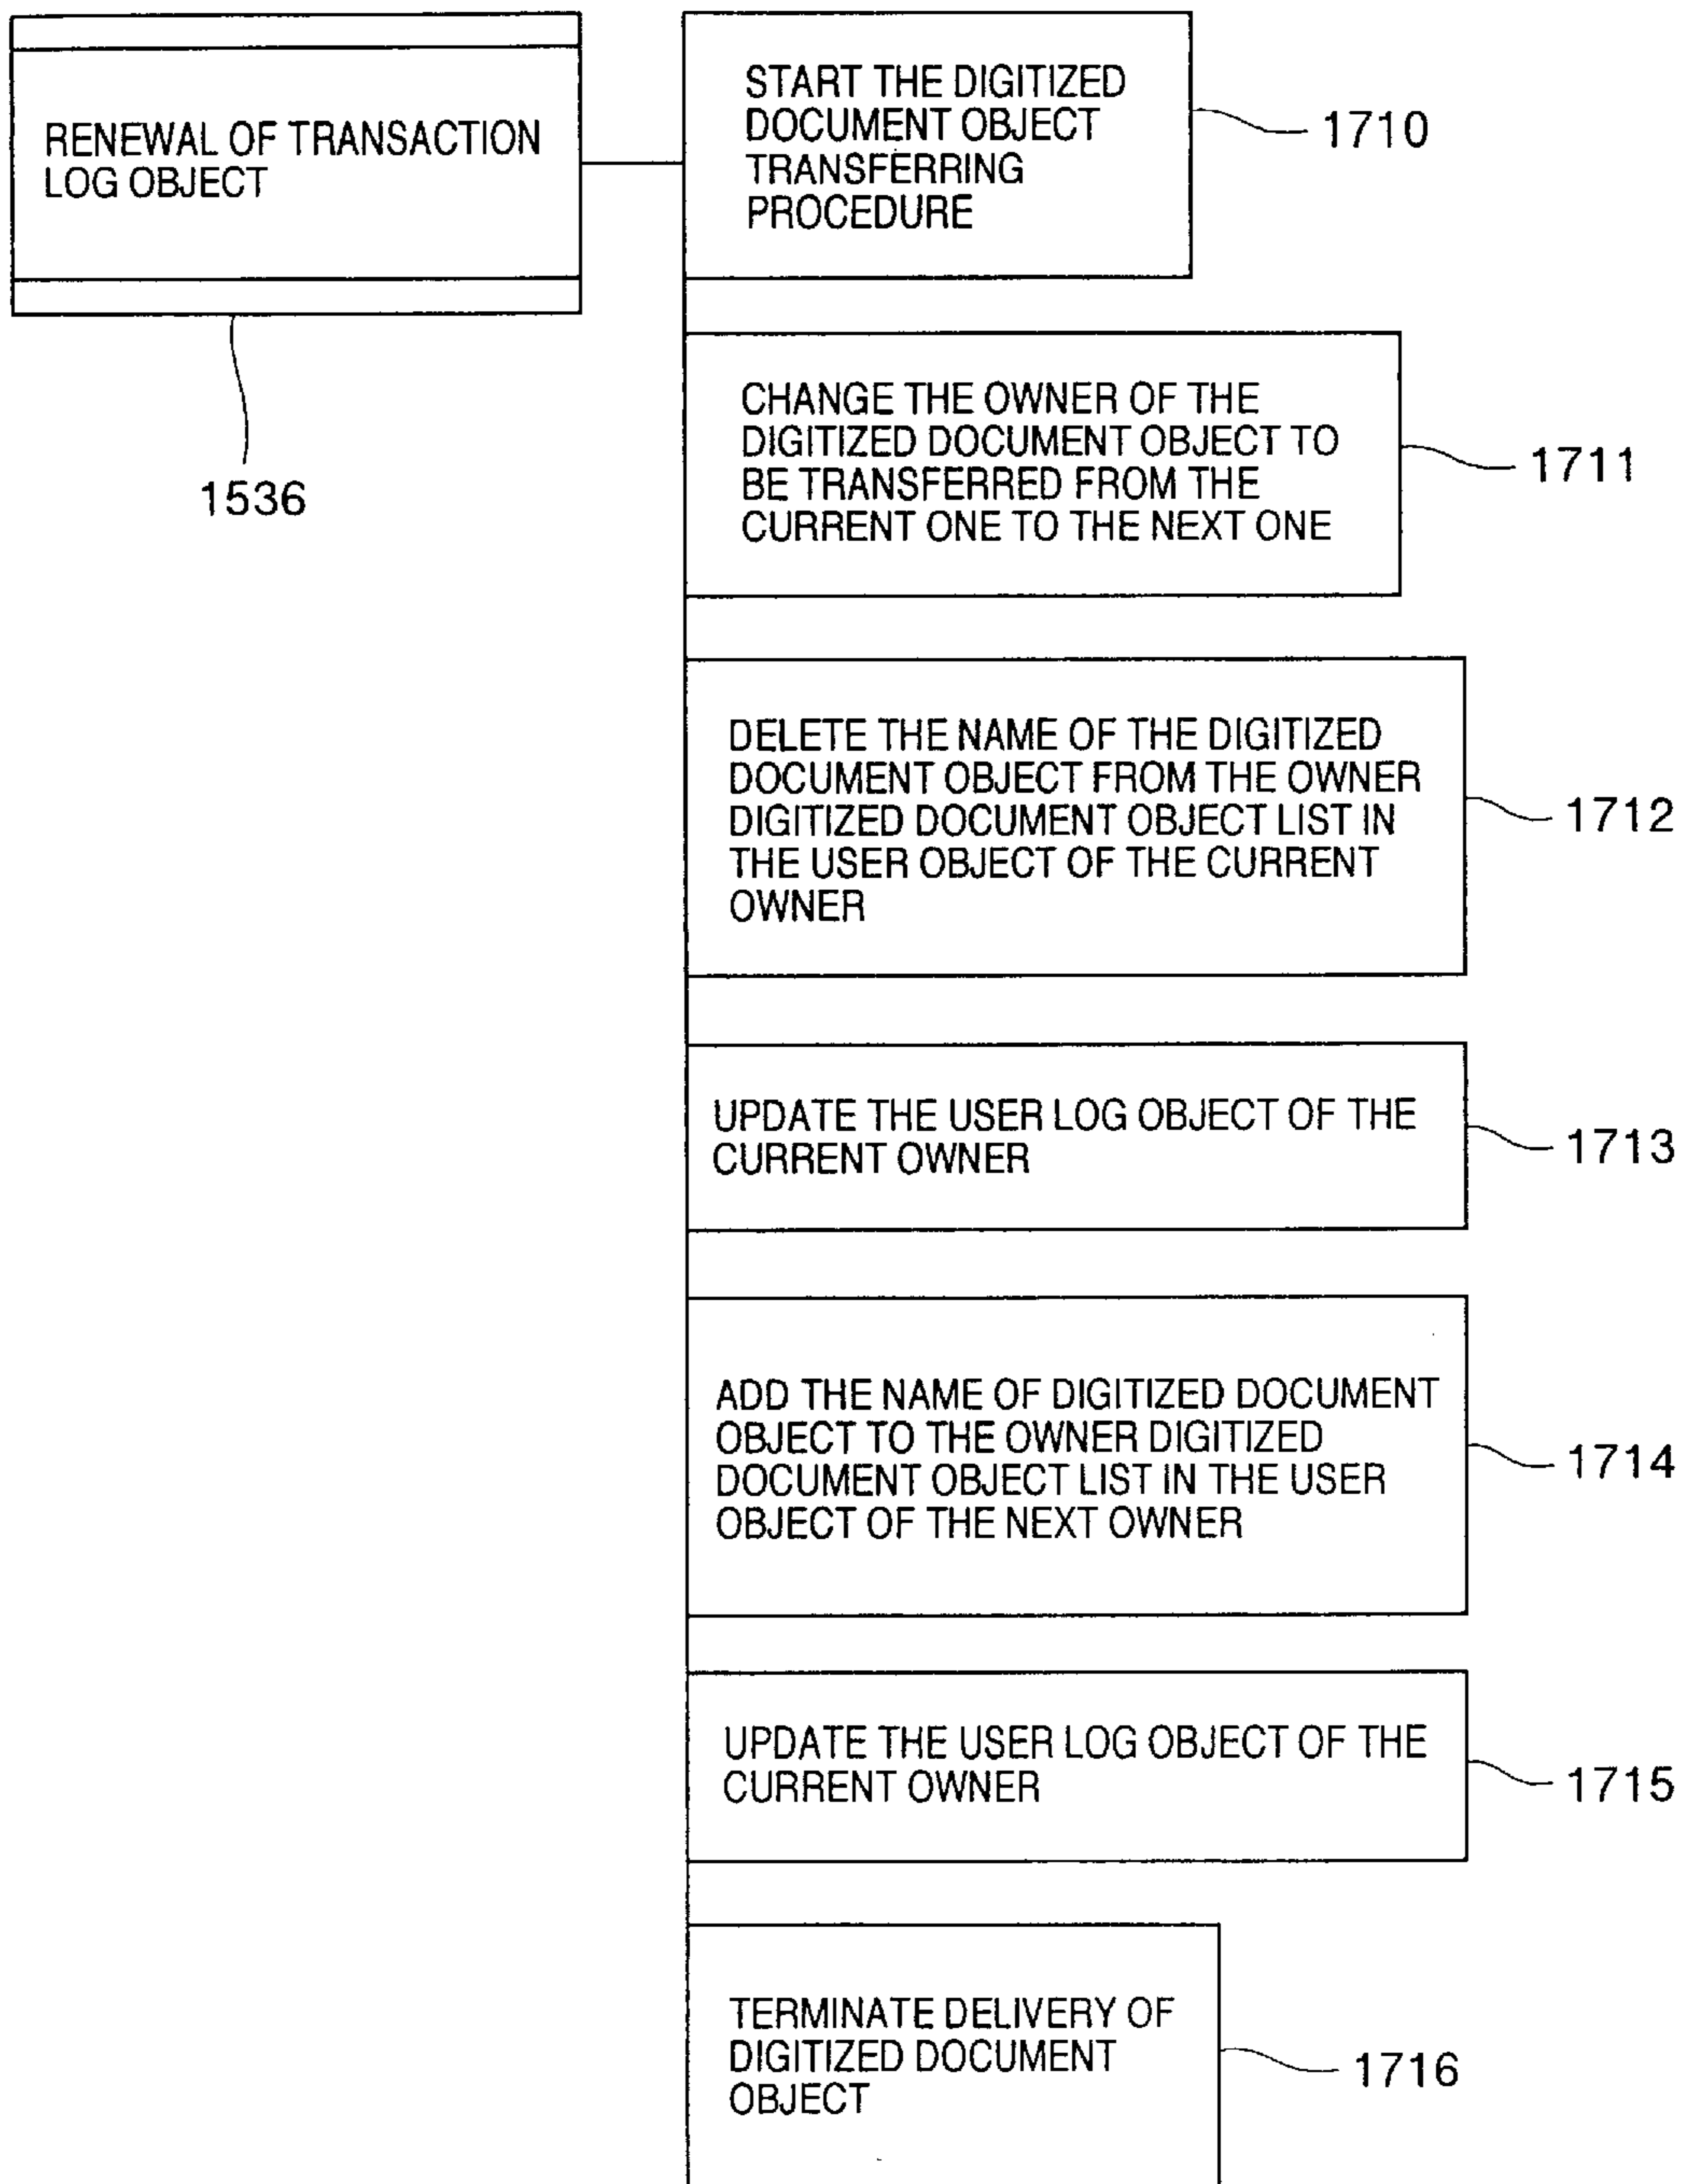 RENEWAL OF TRANSACTION
LOG OBJECT
1536
START THE DIGITIZED
DOCUMENT OBJECT
TRANSFERRING
PROCEDURE
1710
CHANGE THE OWNER OF THE
DIGITIZED DOCUMENT OBJECT TO
BE TRANSFERRED FROM THE
CURRENT ONE TO THE NEXT ONE
1711
DELETE THE NAME OF THE DIGITIZED
DOCUMENT OBJECT FROM THE OWNER
DIGITIZED DOCUMENT OBJECT LIST IN
THE USER OBJECT OF THE CURRENT
OWNER
1712
UPDATE THE USER LOG OBJECT OF THE
CURRENT OWNER
1713
ADD THE NAME OF DIGITIZED DOCUMENT
OBJECT TO THE OWNER DIGITIZED
DOCUMENT OBJECT LIST IN THE USER
OBJECT OF THE NEXT OWNER
1714
UPDATE THE USER LOG OBJECT OF THE
CURRENT OWNER
1715
TERMINATE DELIVERY OF
DIGITIZED DOCUMENT
OBJECT
1716